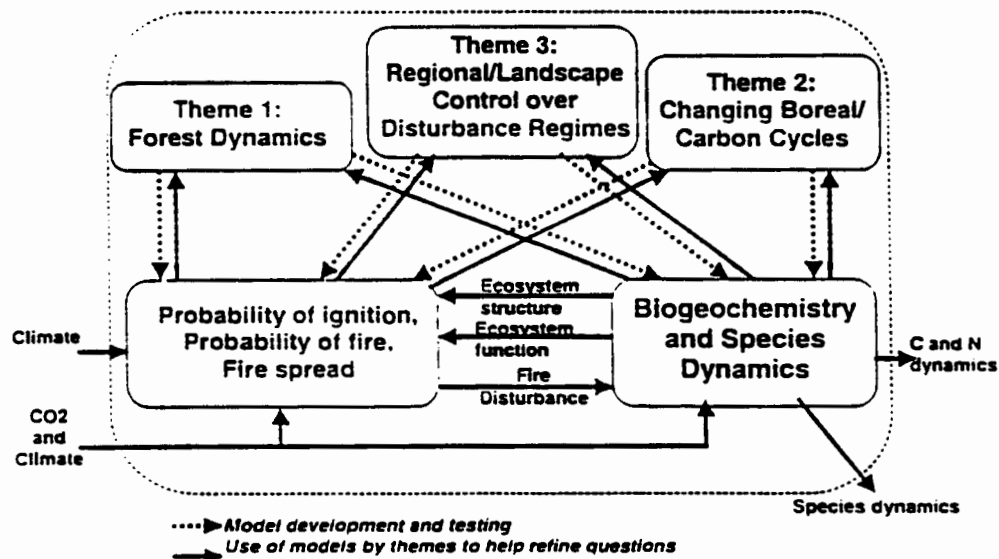 Theme 3:
Regional/Landscape
Control over
Disturbance Regimes
Theme 1:
Forest Dynamics
Theme 2:
Changing Boreal/
Carbon Cycles
Climate
Probability of ignition,
Probability of fire,
Fire spread
Ecosystem
structure
Ecosystem
function
Fire
Disturbance
Biogeochemistry
and Species
Dynamics
C and N
dynamics
CO2
and
Climate
Species dynamics
Model development and testing
Use of models by themes to help refine questions